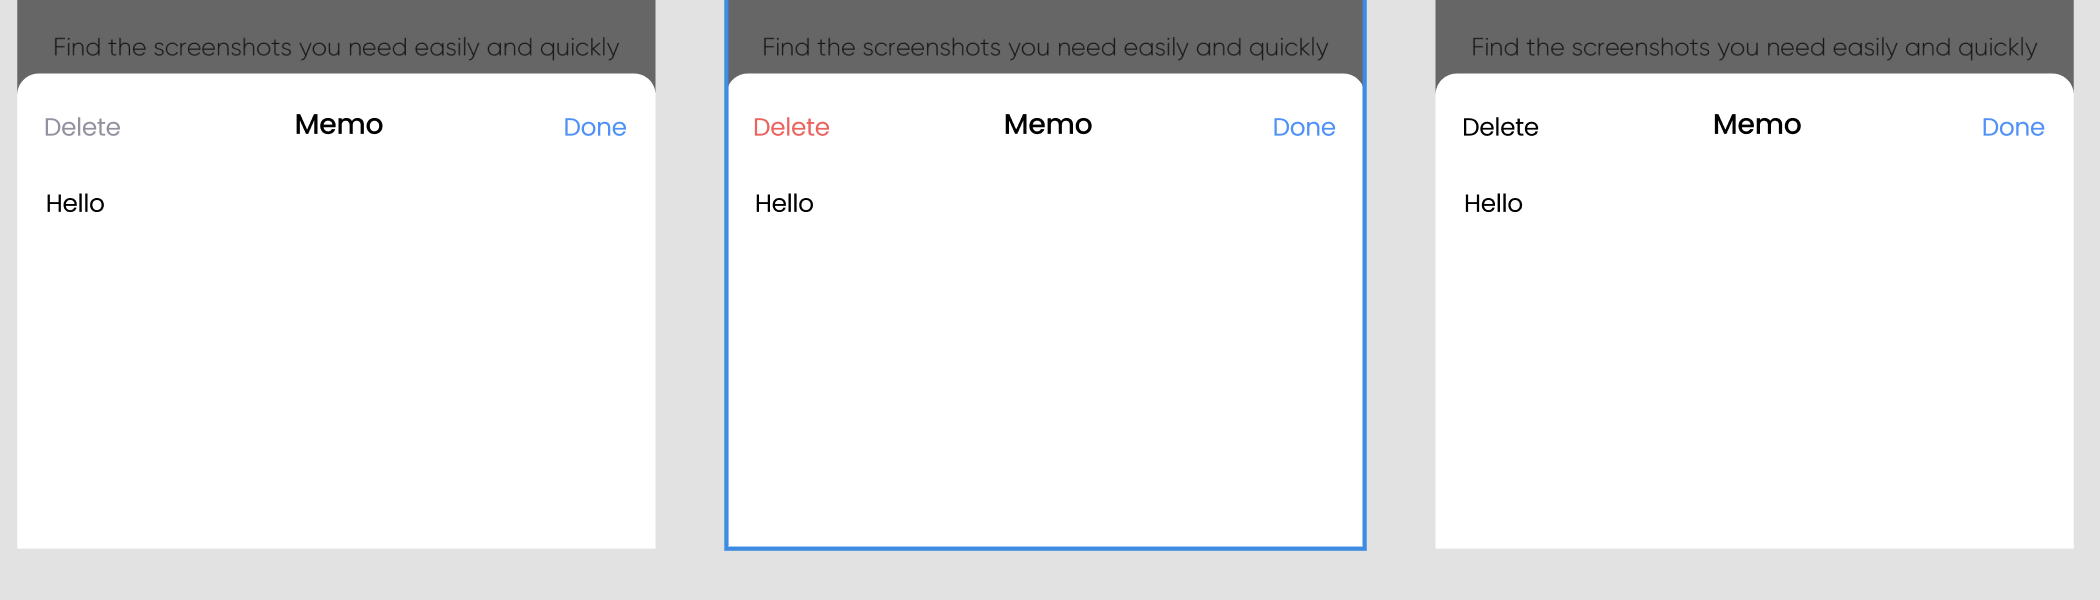 Find the screenshots you need easily and quickly
Delete Memo Done
Hello
Find the screenshots you need easily and quickly
Delete Memo Done
Hello
Find the screenshots you need easily and quickly
Delete Memo Done
Hello